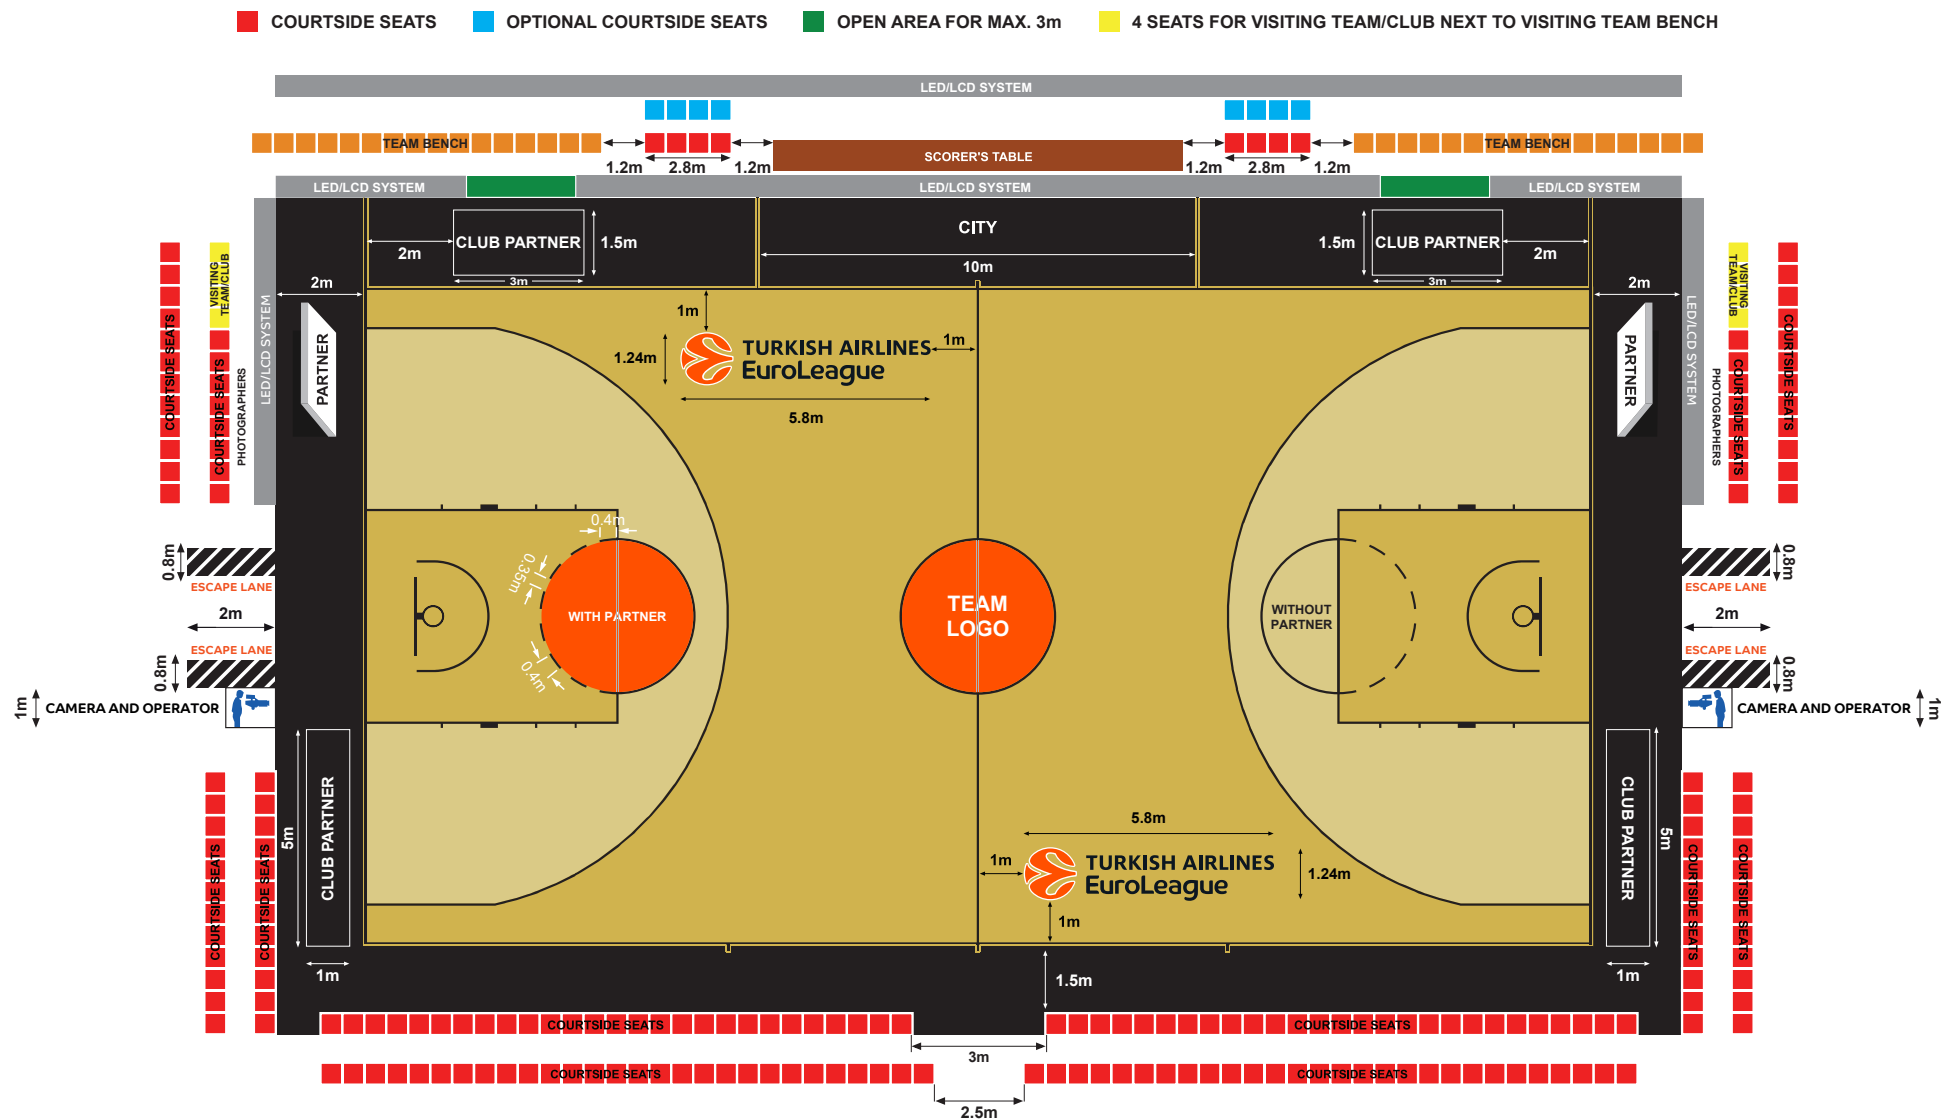 COURTSIDE SEATS
OPTIONAL COURTSIDE SEATS
OPEN AREA FOR MAX. 3m
4 SEATS FOR VISITING TEAM/CLUB NEXT TO VISITING TEAM BENCH
LED/LCD SYSTEM
TEAM BENCH
SCORER'S TABLE
TEAM BENCH
1.2m
2.8m
1.2m
1.2m
2.8m
1.2m
LED/LCD SYSTEM
LED/LCD SYSTEM
LED/LCD SYSTEM
CLUB PARTNER
1.5m
2m
3m
CITY
10m
1.5m
CLUB PARTNER
2m
3m
2m
2m
COURTSIDE SEATS
VISITING
TEAM/CLUB
COURTSIDE SEATS
PHOTOGRAPHERS
LED/LCD SYSTEM
PARTNER
1m
1.24m
TURKISH AIRLINES
EuroLeague
1m
5.8m
PARTNER
LED/LCD SYSTEM
PHOTOGRAPHERS
VISITING
TEAM/CLUB
COURTSIDE SEATS
COURTSIDE SEATS
0.4m
0.35m
0.4m
WITH PARTNER
TEAM
LOGO
WITHOUT
PARTNER
0.8m
ESCAPE LANE
2m
ESCAPE LANE
0.8m
1m
CAMERA AND OPERATOR
0.8m
ESCAPE LANE
2m
ESCAPE LANE
0.8m
CAMERA AND OPERATOR
1m
COURTSIDE SEATS
COURTSIDE SEATS
5m
CLUB PARTNER
1m
5.8m
1m
TURKISH AIRLINES
EuroLeague
1.24m
1m
CLUB PARTNER
5m
1m
COURTSIDE SEATS
COURTSIDE SEATS
1.5m
COURTSIDE SEATS
COURTSIDE SEATS
3m
COURTSIDE SEATS
COURTSIDE SEATS
2.5m